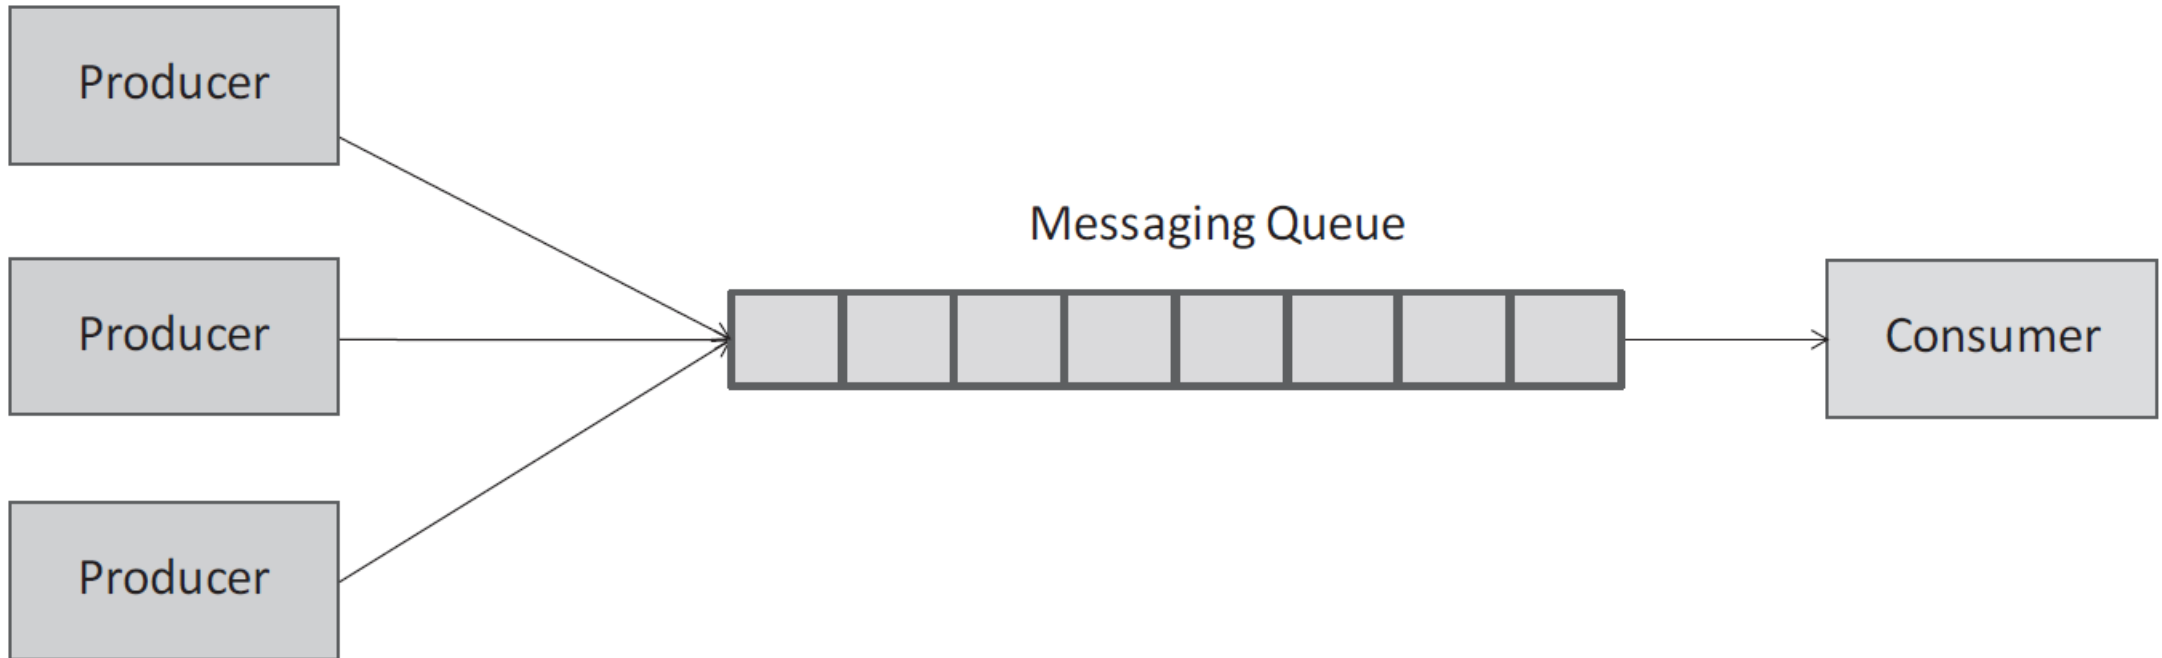 Producer
Messaging Queue
Producer
Consumer
Producer